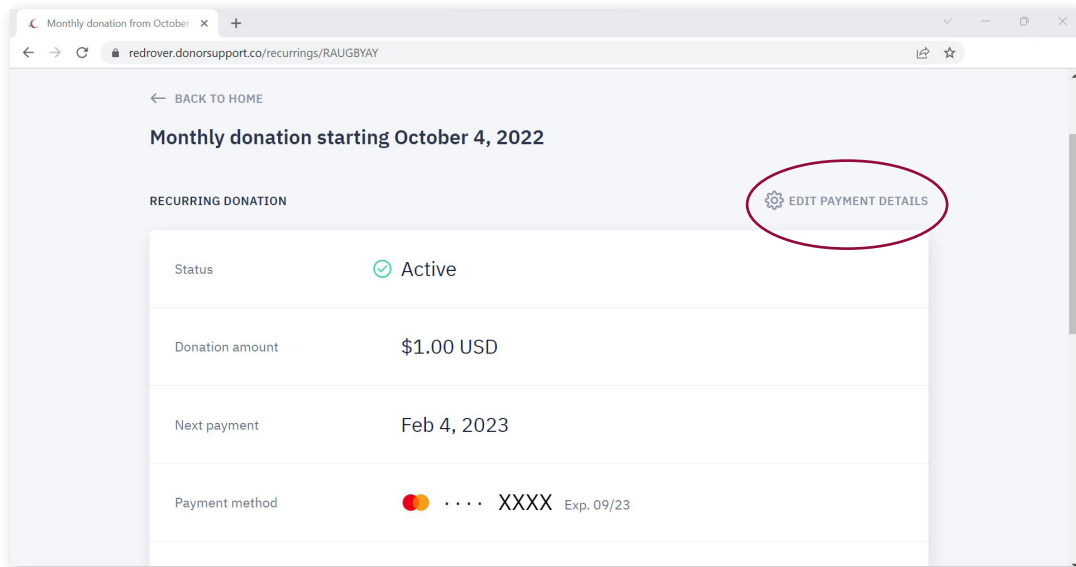 Monthly donation from October
redrover.donorsupport.co/recurrings/RAUGBYAY
BACK TO HOME
Monthly donation starting October 4, 2022
RECURRING DONATION
EDIT PAYMENT DETAILS
Status Active
Donation amount $1.00 USD
Next payment Feb 4, 2023
Payment method ···· XXXX Exp. 09/23